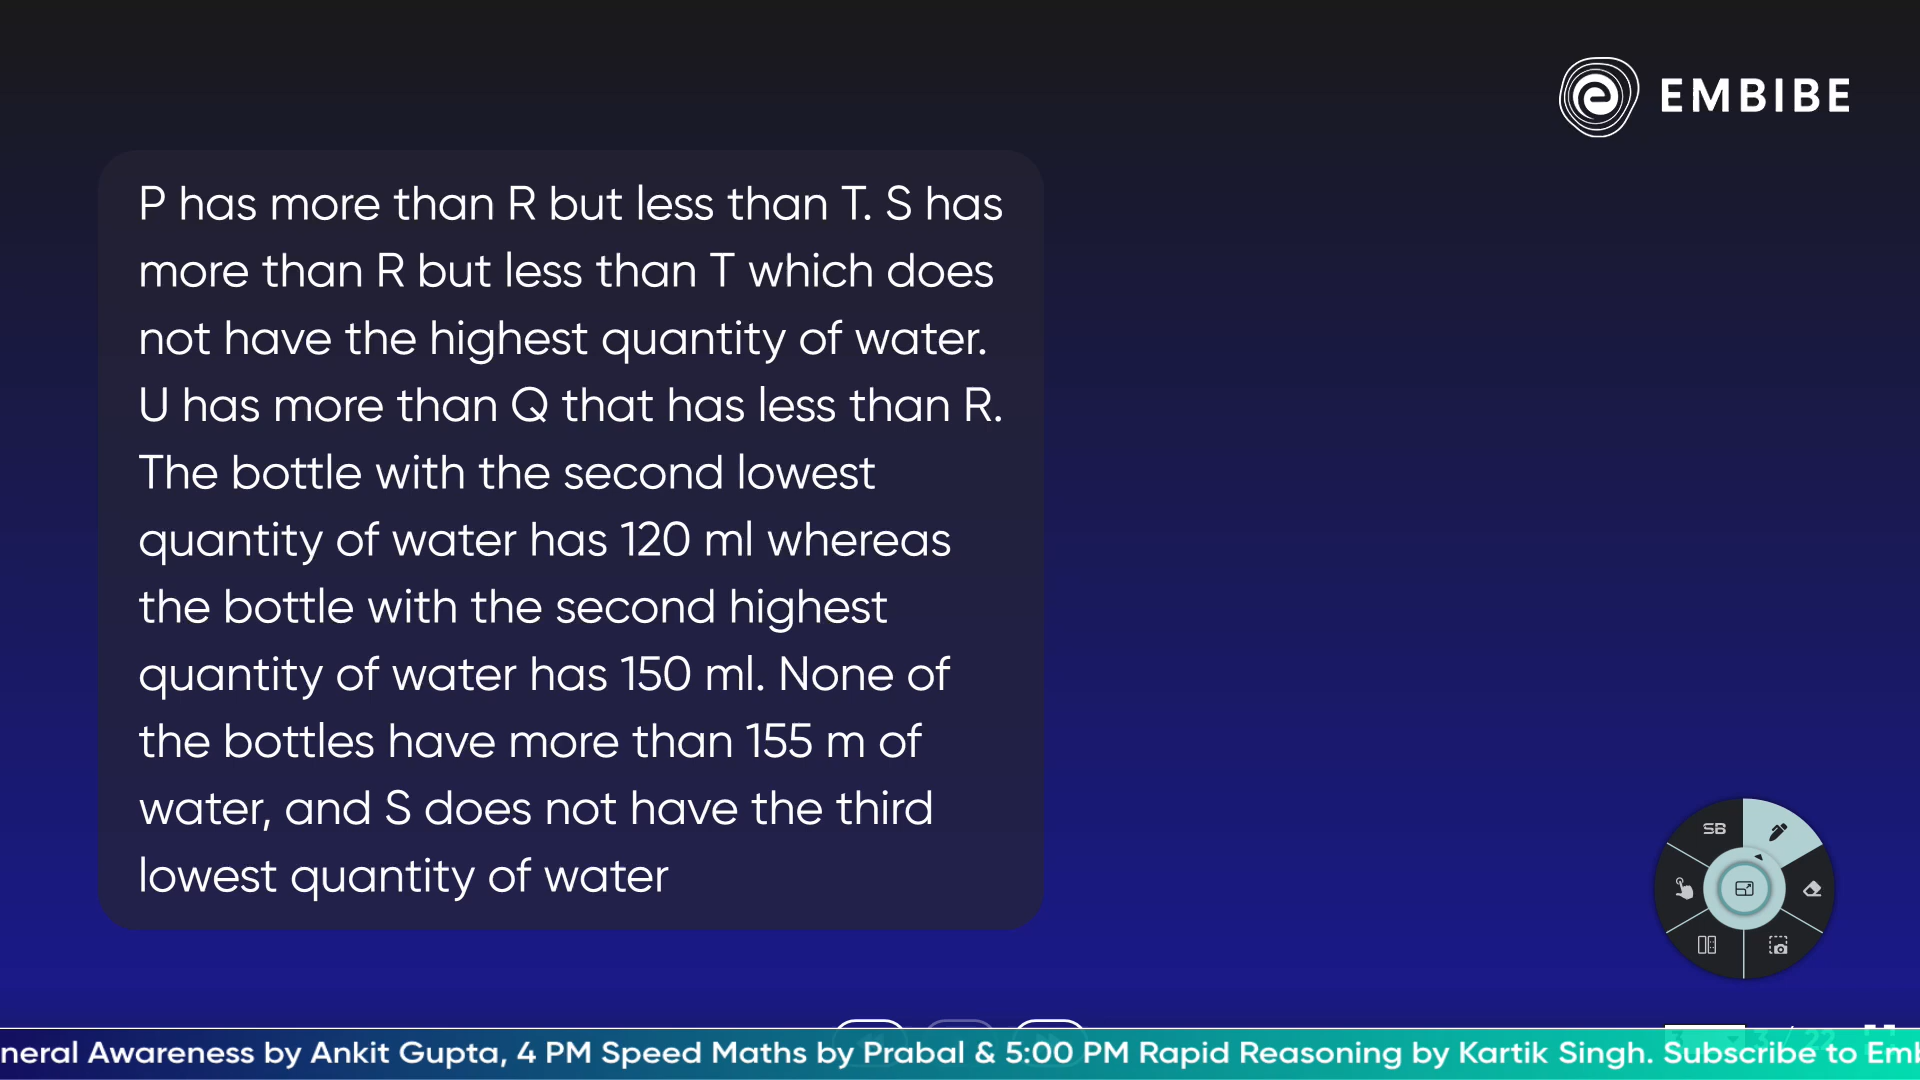 EMBIBE
P has more than R but less than T. S has
more than R but less than T which does
not have the highest quantity of water.
U has more than Q that has less than R.
The bottle with the second lowest
quantity of water has 120 ml whereas
the bottle with the second highest
quantity of water has 150 ml. None of
the bottles have more than 155 m of
water, and S does not have the third
lowest quantity of water
SB
neral Awareness by Ankit Gupta, 4 PM Speed Maths by Prabal & 5:00 PM Rapid Reasoning by Kartik Singh. Subscribe to Emb